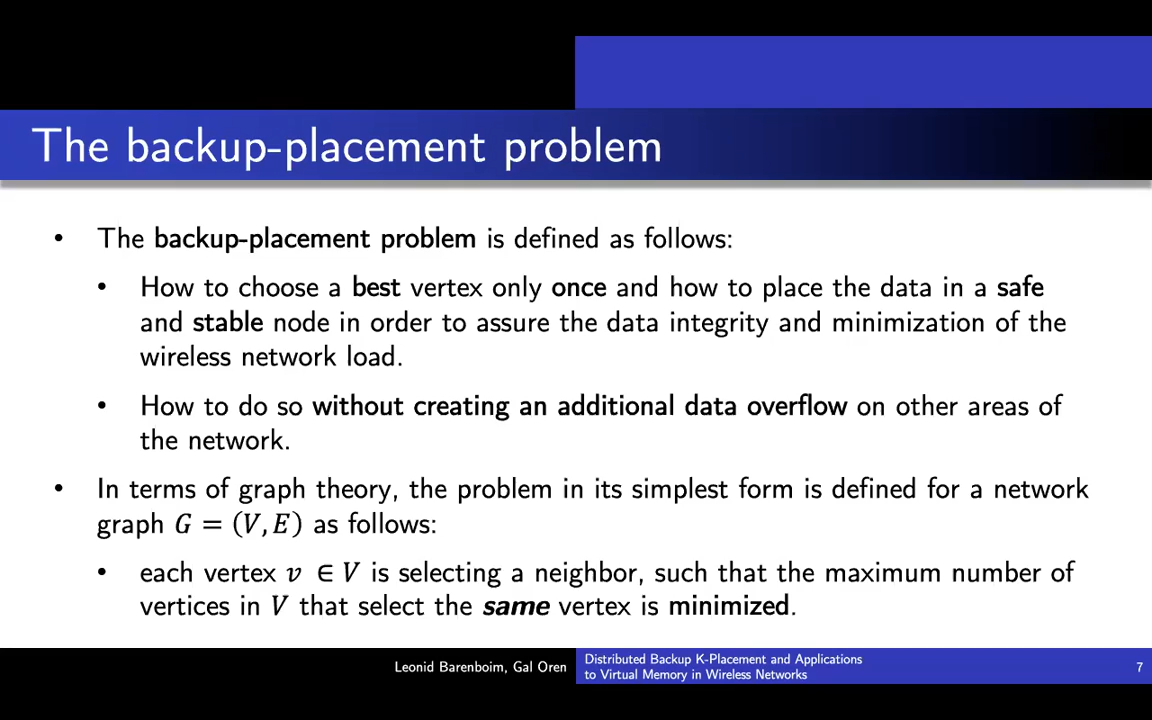 The backup-placement problem
• The backup-placement problem is defined as follows:
• How to choose a best vertex only once and how to place the data in a safe
and stable node in order to assure the data integrity and minimization of the
wireless network load.
• How to do so without creating an additional data overflow on other areas of
the network.
• In terms of graph theory, the problem in its simplest form is defined for a network
graph G = (V, E) as follows:
• each vertex v ∈ V is selecting a neighbor, such that the maximum number of
vertices in V that select the same vertex is minimized.
Leonid Barenboim, Gal Oren
Distributed Backup K-Placement and Applications
to Virtual Memory in Wireless Networks
7